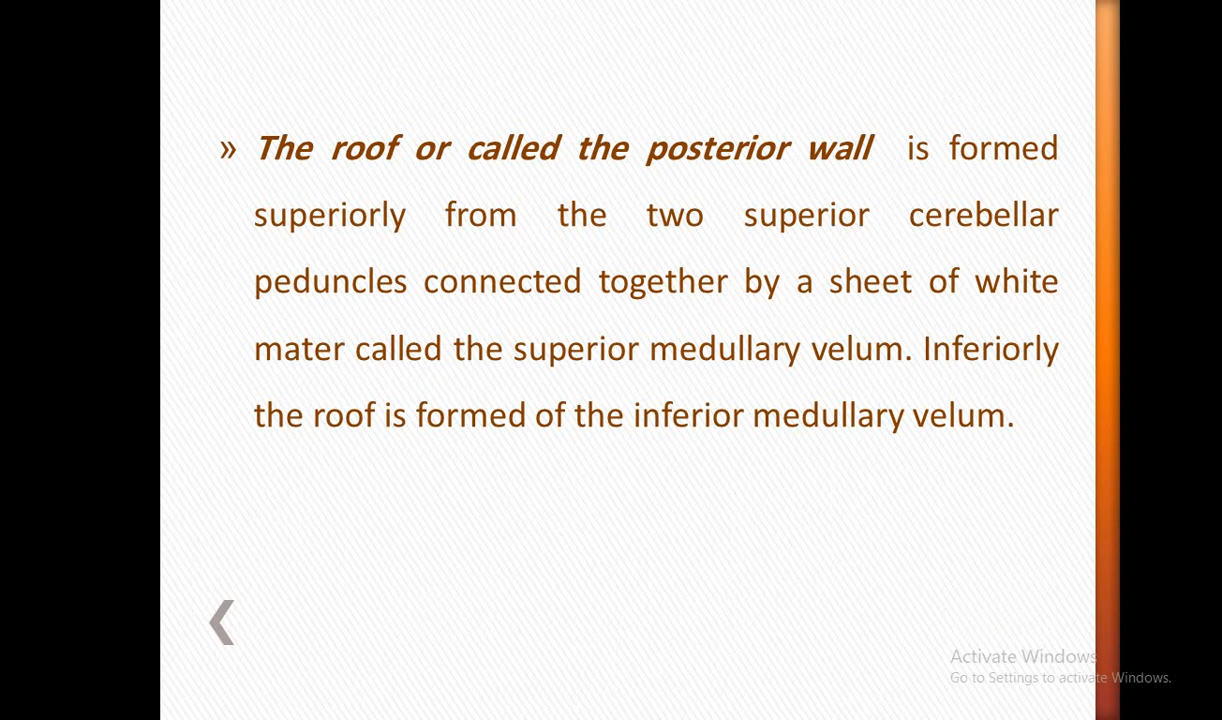 » The roof or called the posterior wall is formed
superiorly from the two superior cerebellar
peduncles connected together by a sheet of white
mater called the superior medullary velum. Inferiorly
the roof is formed of the inferior medullary velum.
Activate Windows
Go to Settings to activate Windows.